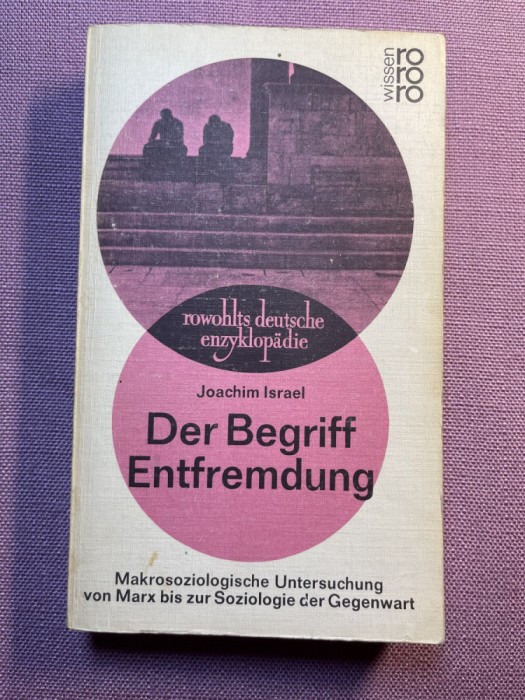 wissen
ro
ro
ro
rowohlts deutsche
enzyklopädie
Joachim Israel
Der Begriff
Entfremdung
Makrosoziologische Untersuchung
von Marx bis zur Soziologie der Gegenwart